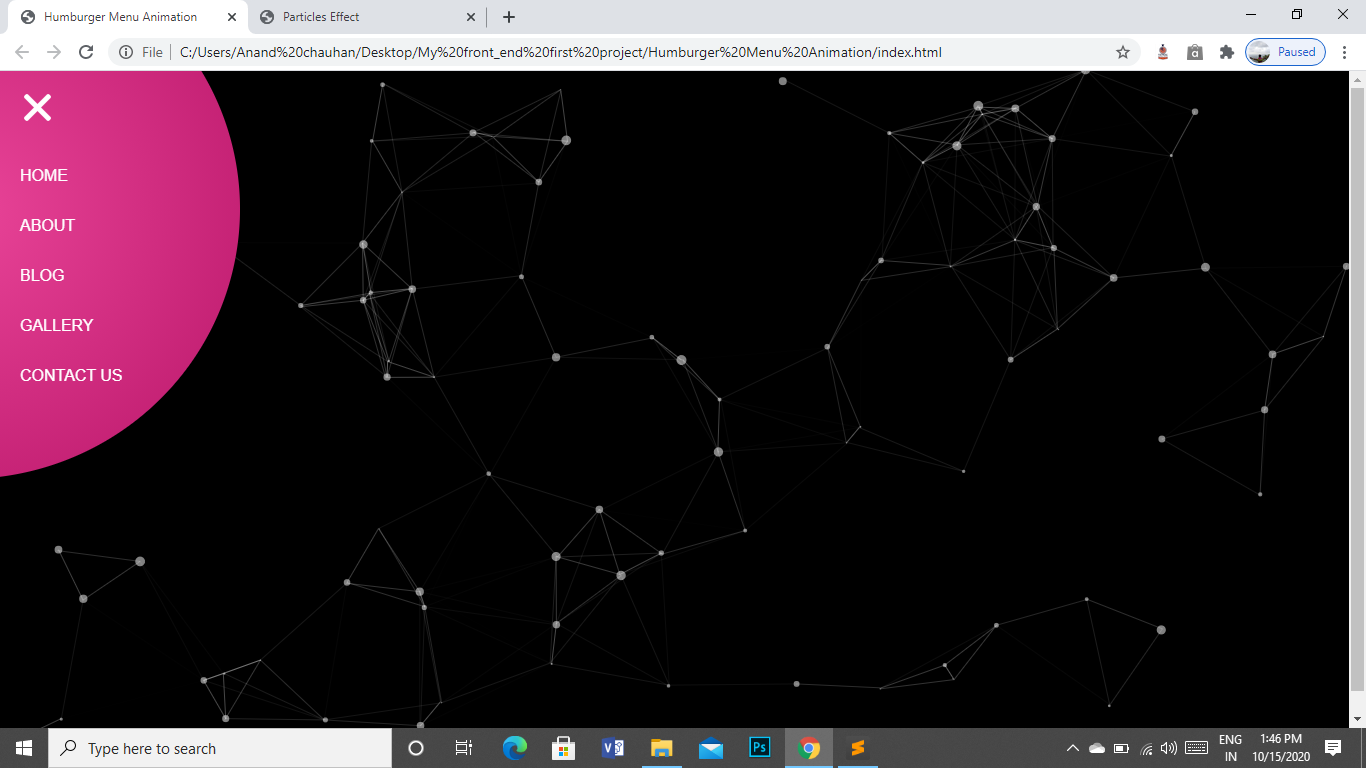 Humburger Menu Animation
Particles Effect
File
C:/Users/Anand%20chauhan/Desktop/My%20front_end%20first%20project/Humburger%20Menu%20Animation/index.html
a
Paused
HOME
ABOUT
BLOG
GALLERY
CONTACT US
Type here to search
V
Ps
ENG
IN
1:46 PM
10/15/2020